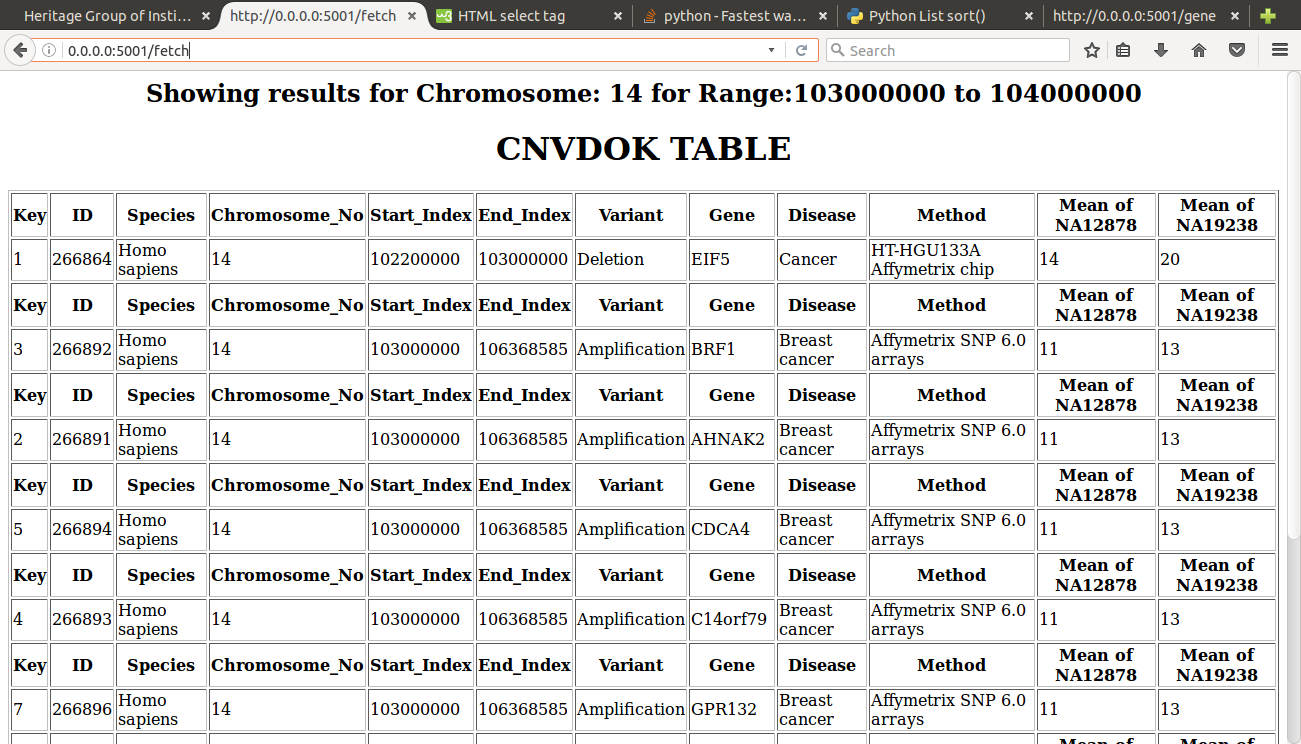 Heritage Group of Insti...
http://0.0.0.0:5001/fetch
w3
HTML select tag
python - Fastest wa...
Python List sort()
http://0.0.0.0:5001/gene
0.0.0.0:5001/fetch
Search
Showing results for Chromosome: 14 for Range:103000000 to 104000000
CNVDOK TABLE
Key ID Species Chromosome_No Start_Index End_Index Variant Gene Disease Method Mean of NA12878 Mean of NA19238
1 266864 Homo sapiens 14 102200000 103000000 Deletion EIF5 Cancer HT-HGU133A Affymetrix chip 14 20
Key ID Species Chromosome_No Start_Index End_Index Variant Gene Disease Method Mean of NA12878 Mean of NA19238
3 266892 Homo sapiens 14 103000000 106368585 Amplification BRF1 Breast cancer Affymetrix SNP 6.0 arrays 11 13
Key ID Species Chromosome_No Start_Index End_Index Variant Gene Disease Method Mean of NA12878 Mean of NA19238
2 266891 Homo sapiens 14 103000000 106368585 Amplification AHNAK2 Breast cancer Affymetrix SNP 6.0 arrays 11 13
Key ID Species Chromosome_No Start_Index End_Index Variant Gene Disease Method Mean of NA12878 Mean of NA19238
5 266894 Homo sapiens 14 103000000 106368585 Amplification CDCA4 Breast cancer Affymetrix SNP 6.0 arrays 11 13
Key ID Species Chromosome_No Start_Index End_Index Variant Gene Disease Method Mean of NA12878 Mean of NA19238
4 266893 Homo sapiens 14 103000000 106368585 Amplification C14orf79 Breast cancer Affymetrix SNP 6.0 arrays 11 13
Key ID Species Chromosome_No Start_Index End_Index Variant Gene Disease Method Mean of NA12878 Mean of NA19238
7 266896 Homo sapiens 14 103000000 106368585 Amplification GPR132 Breast cancer Affymetrix SNP 6.0 arrays 11 13
Mean of Mean of